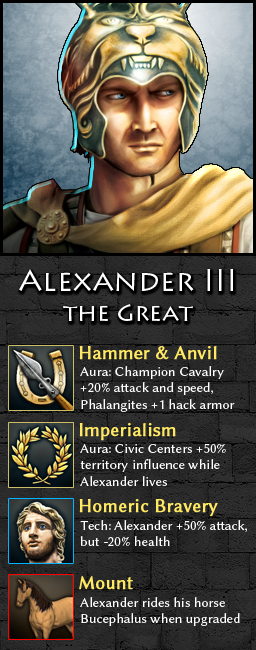 Alexander III
the Great
Hammer & Anvil
Aura: Champion Cavalry
+20% attack and speed,
Phalangites +1 hack armor
Imperialism
Aura: Civic Centers +50%
territory influence while
Alexander lives
Homeric Bravery
Tech: Alexander +50% attack,
but -20% health
Mount
Alexander rides his horse
Bucephalus when upgraded